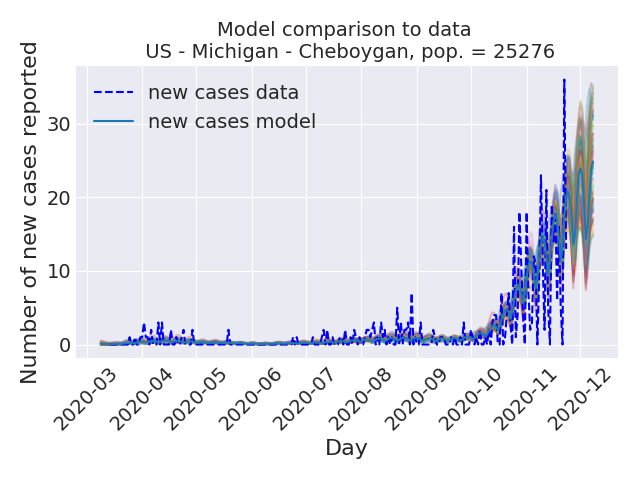 Model comparison to data
US - Michigan - Cheboygan, pop. = 25276
Number of new cases reported
new cases data
new cases model
30
20
10
0
2020-03
2020-04
2020-05
2020-06
2020-07
2020-08
2020-09
2020-10
2020-11
2020-12
Day